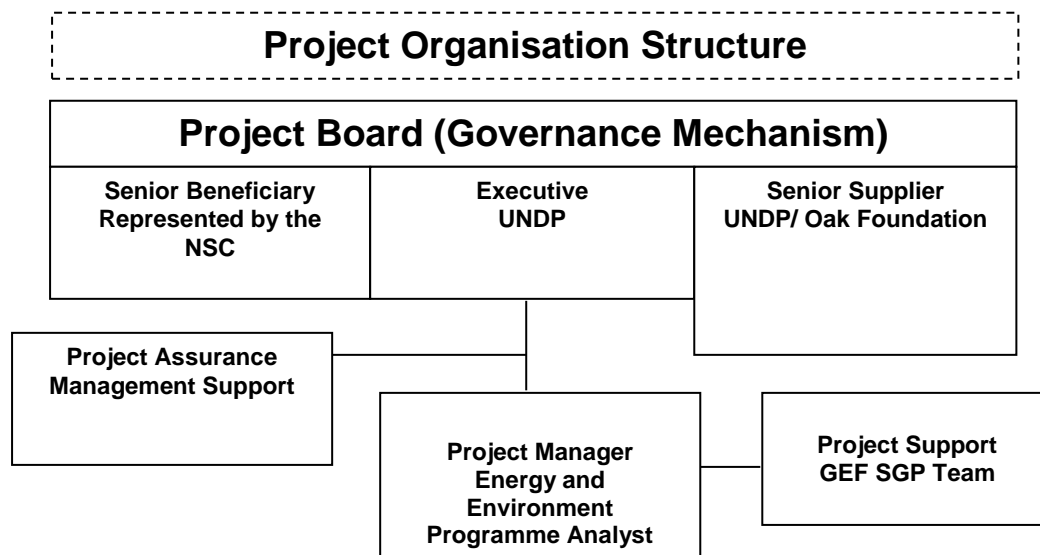 Project Organisation Structure
Project Board (Governance Mechanism)
Senior Beneficiary
Represented by the
NSC
Executive
UNDP
Senior Supplier
UNDP/ Oak Foundation
Project Assurance
Management Support
Project Manager
Energy and
Environment
Programme Analyst
Project Support
GEF SGP Team